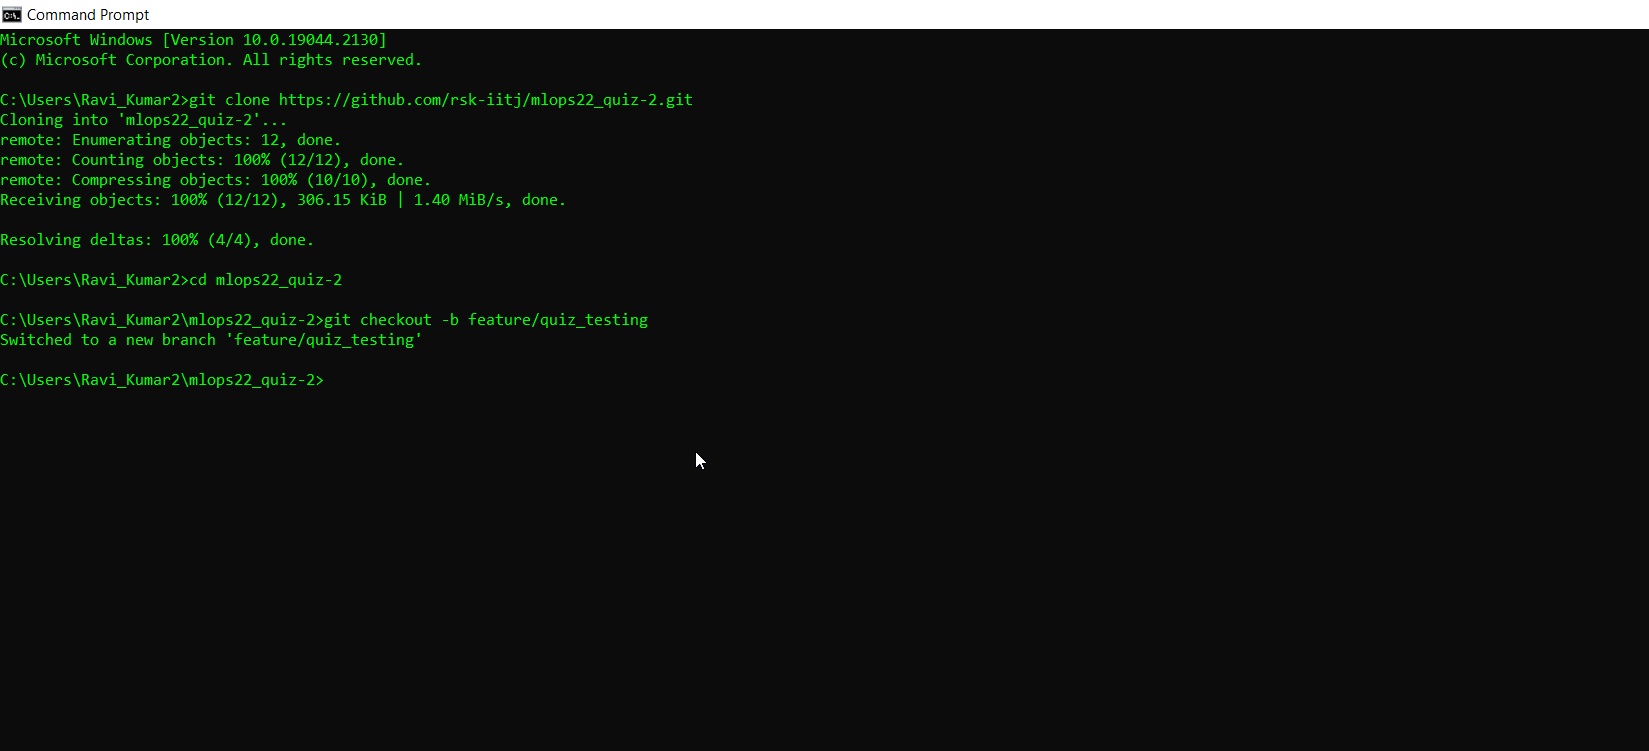 Command Prompt
Microsoft Windows [Version 10.0.19044.2130]
(c) Microsoft Corporation. All rights reserved.
C:\Users\Ravi_Kumar2>git clone https://github.com/rsk-iitj/mlops22_quiz-2.git
Cloning into 'mlops22_quiz-2'...
remote: Enumerating objects: 12, done.
remote: Counting objects: 100% (12/12), done.
remote: Compressing objects: 100% (10/10), done.
Receiving objects: 100% (12/12), 306.15 KiB | 1.40 MiB/s, done.
Resolving deltas: 100% (4/4), done.
C:\Users\Ravi_Kumar2>cd mlops22_quiz-2
C:\Users\Ravi_Kumar2\mlops22_quiz-2>git checkout -b feature/quiz_testing
Switched to a new branch 'feature/quiz_testing'
C:\Users\Ravi_Kumar2\mlops22_quiz-2>